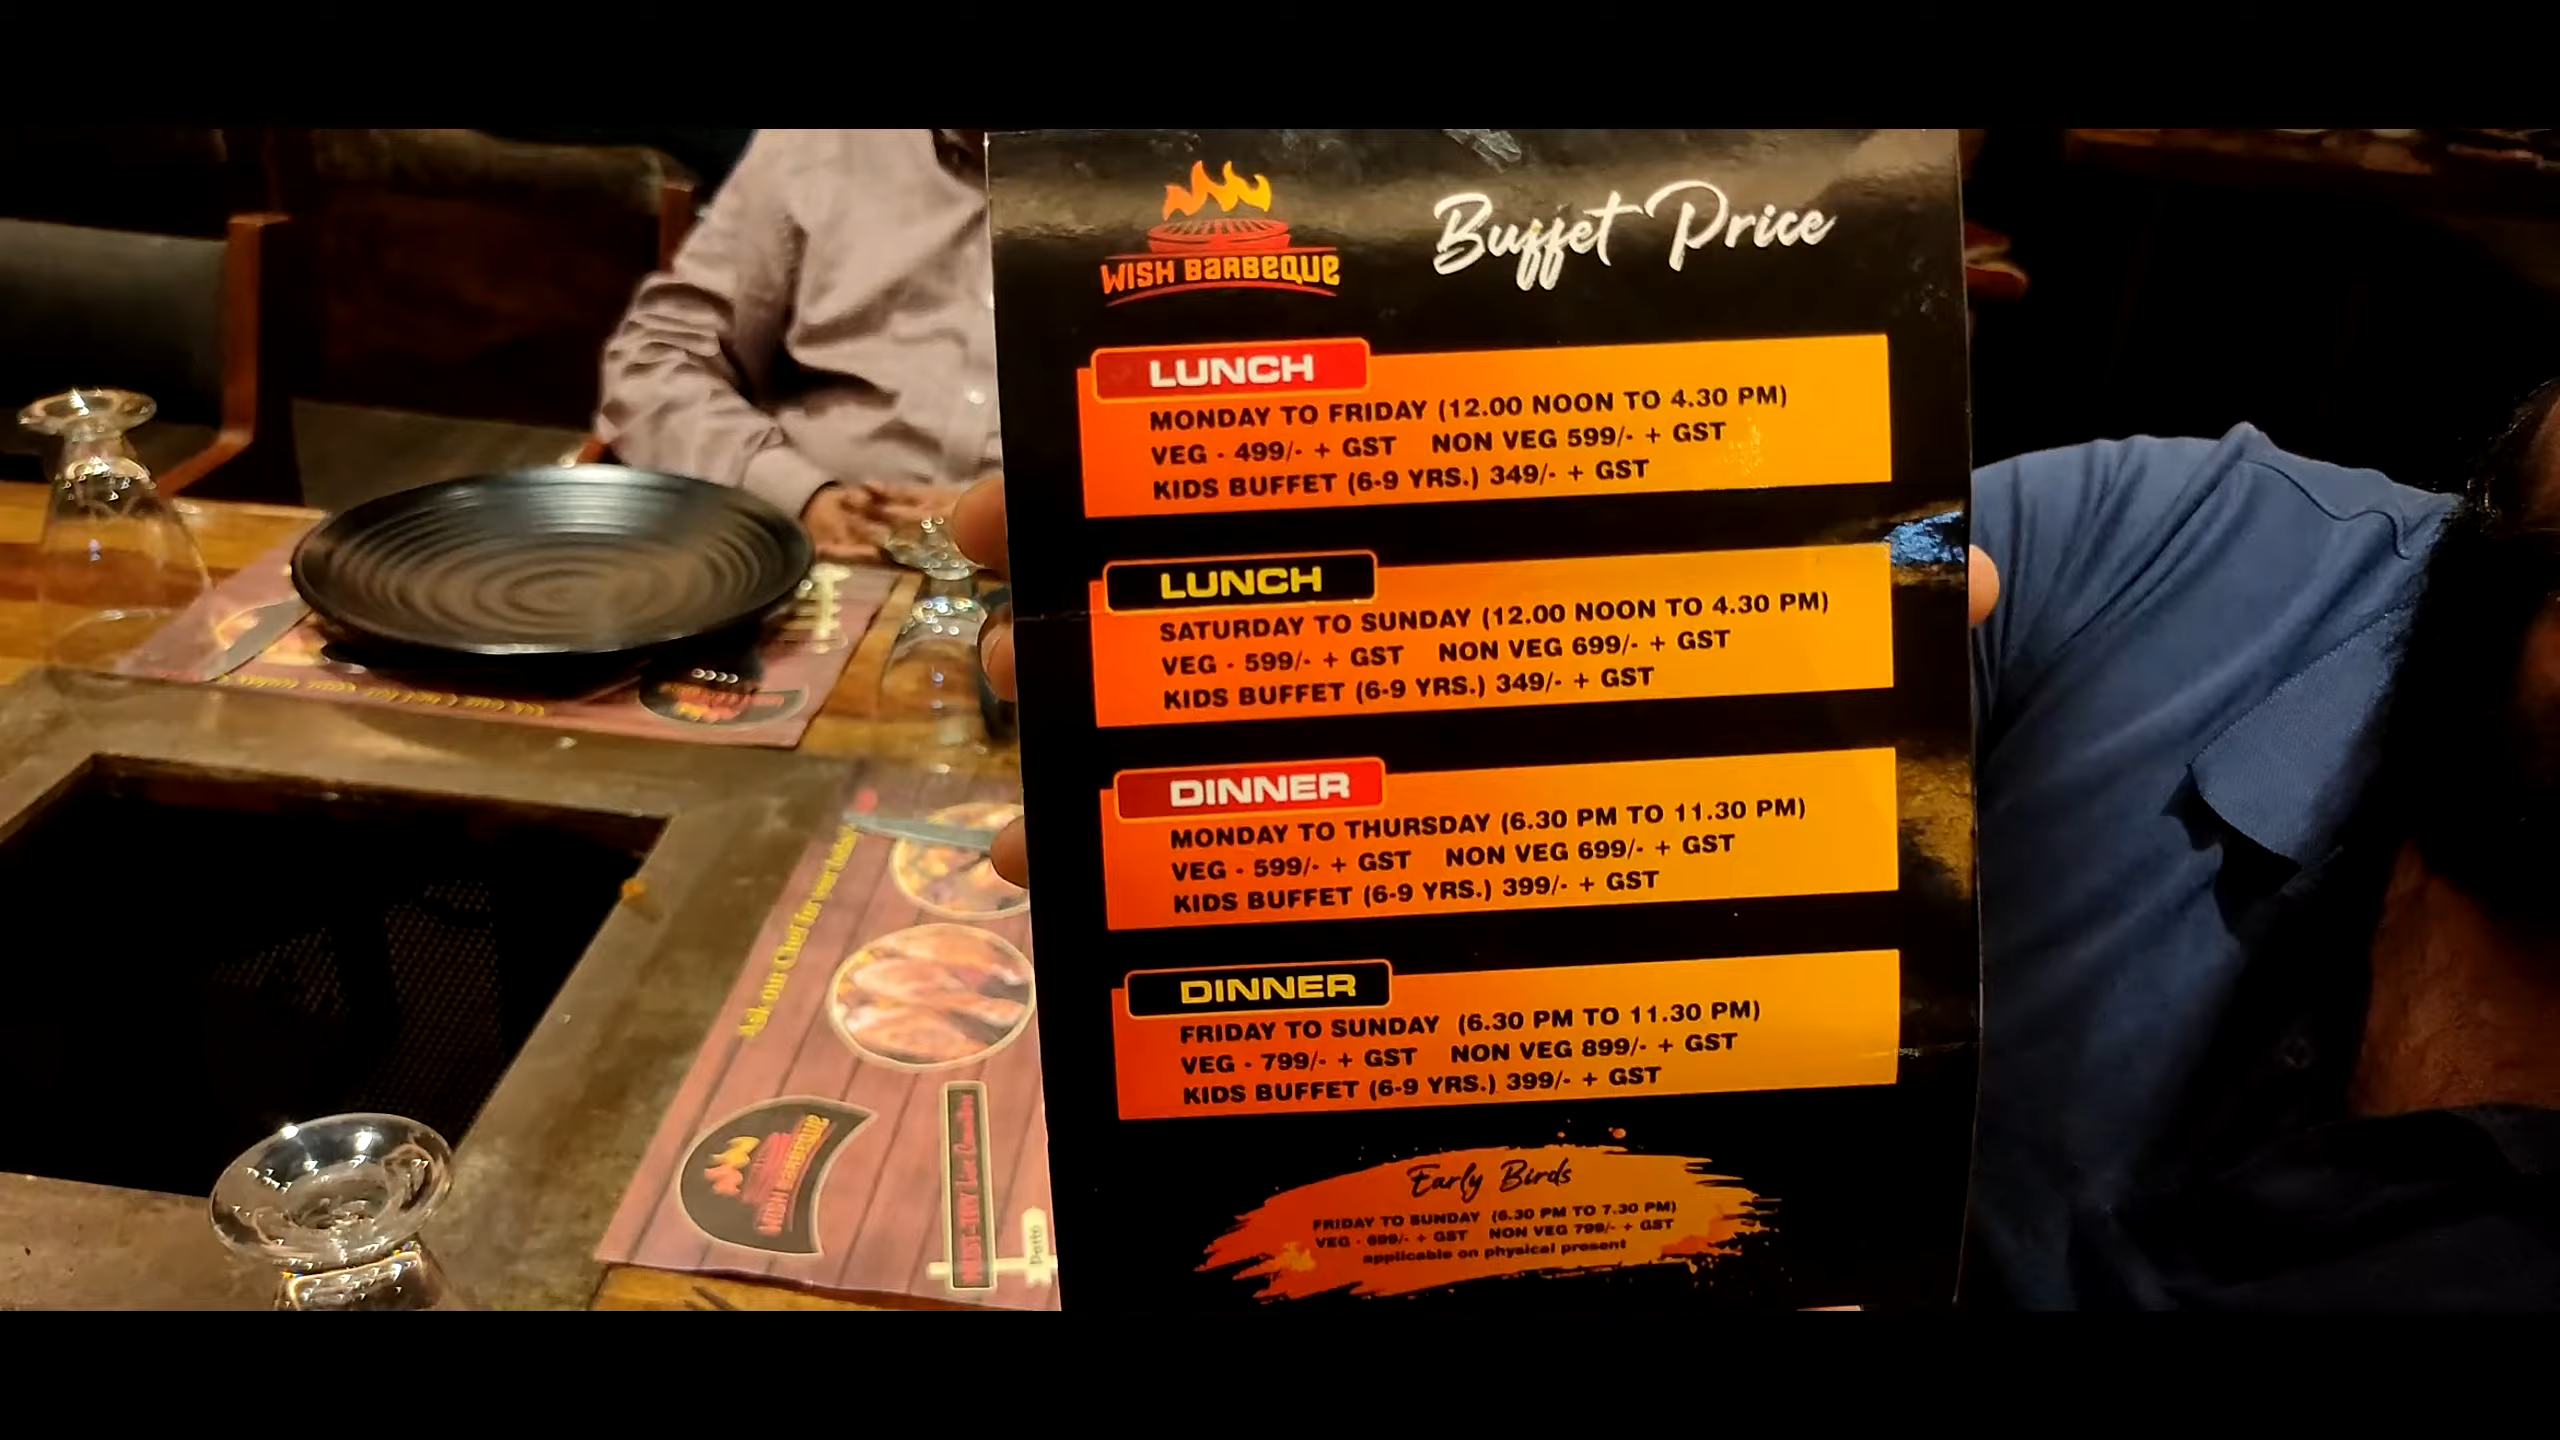 WISH BARBEQUE
Buffet Price
LUNCH
MONDAY TO FRIDAY (12.00 NOON TO 4.30 PM)
VEG - 499/- + GST NON VEG 599/- + GST
KIDS BUFFET (6-9 YRS.) 349/- + GST
LUNCH
SATURDAY TO SUNDAY (12.00 NOON TO 4.30 PM)
VEG - 599/- + GST NON VEG 699/- + GST
KIDS BUFFET (6-9 YRS.) 349/- + GST
DINNER
MONDAY TO THURSDAY (6.30 PM TO 11.30 PM)
VEG - 599/- + GST NON VEG 699/- + GST
KIDS BUFFET (6-9 YRS.) 399/- + GST
DINNER
FRIDAY TO SUNDAY (6.30 PM TO 11.30 PM)
VEG - 799/- + GST NON VEG 899/- + GST
KIDS BUFFET (6-9 YRS.) 399/- + GST
Early Birds
FRIDAY TO SUNDAY (6.30 PM TO 7.30 PM)
VEG - 699/- + GST NON VEG 799/- + GST
applicable on physical present
Ask our Chef for your
WISH BARBEQUE